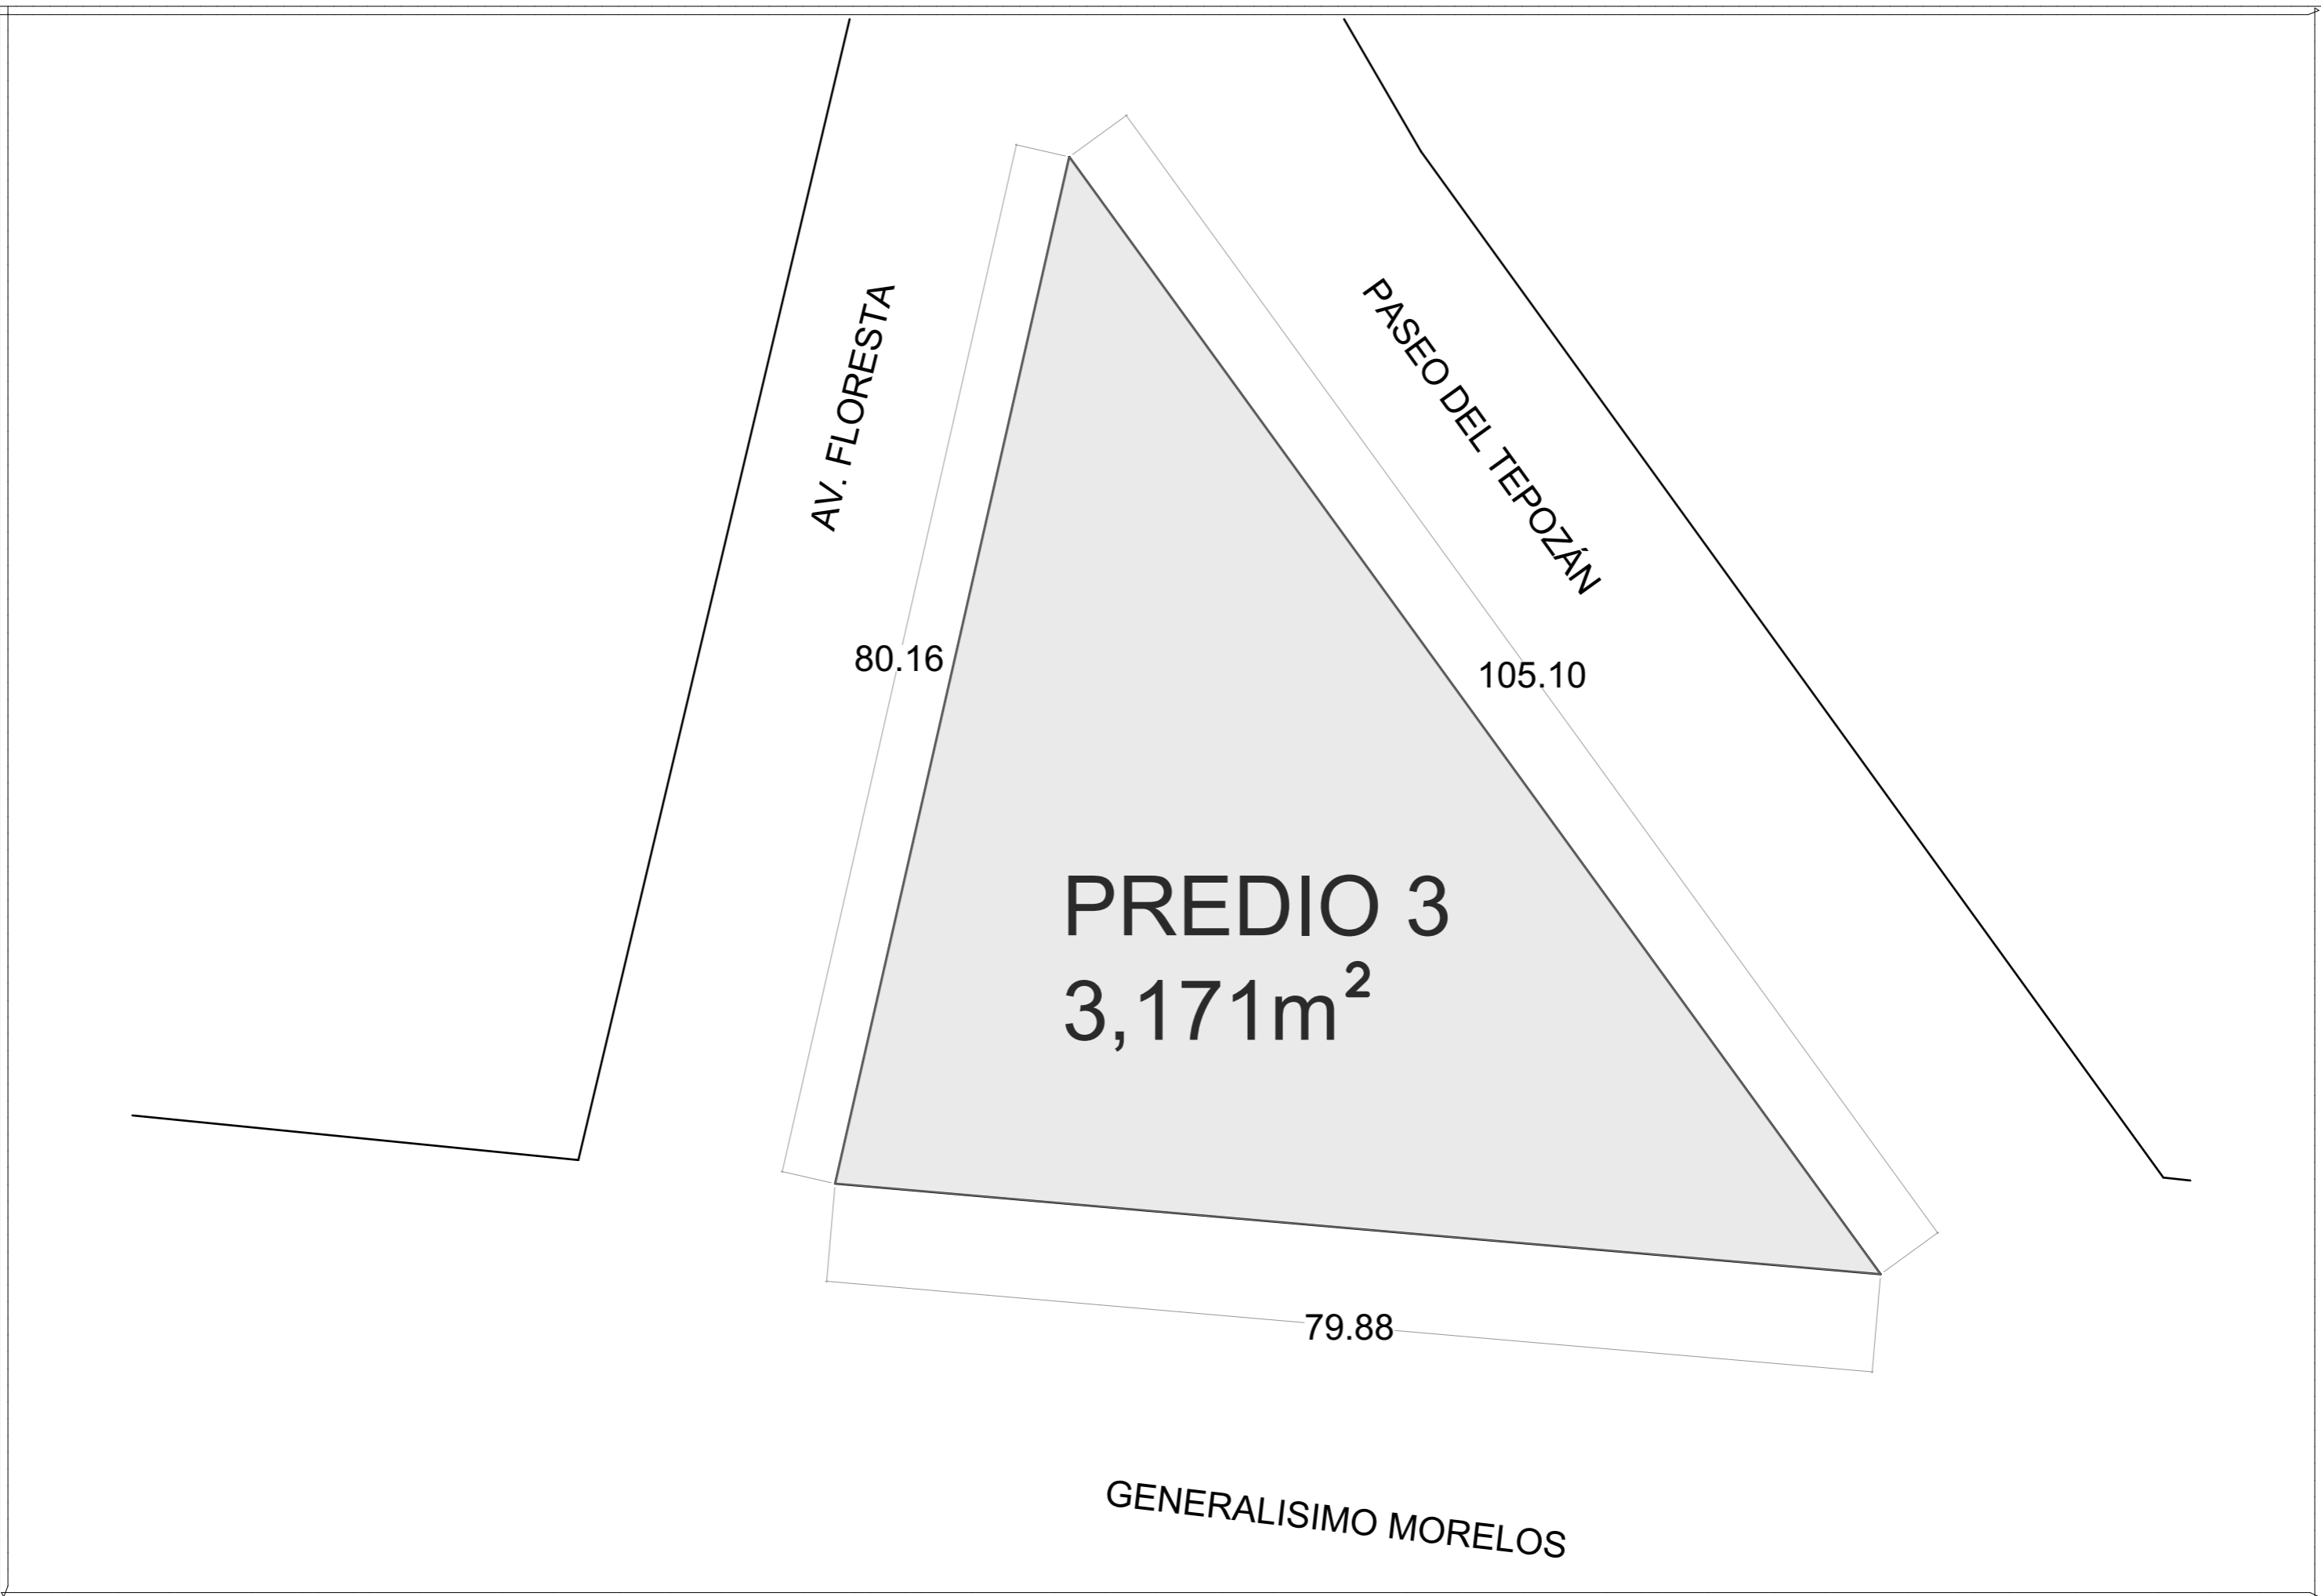 AV. FLORESTA
PASEO DEL TEPOZÁN
80.16
105.10
PREDIO 3
3,171m²
79.88
GENERALISIMO MORELOS